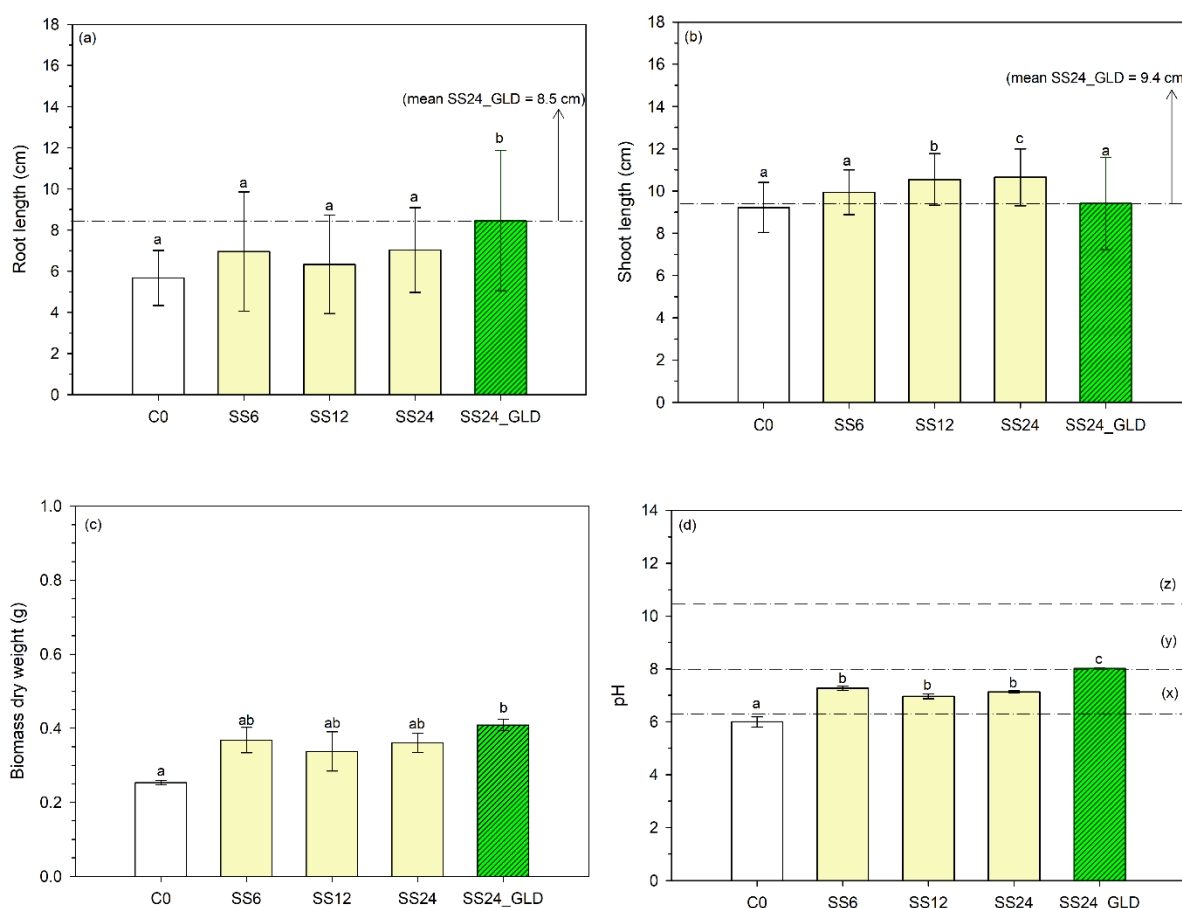 (a)
18
16
14
12
10
8
6
4
2
0
Root length (cm)
(mean SS24_GLD = 8.5 cm)
a
a
a
a
b
C0
SS6
SS12
SS24
SS24_GLD
(b)
18
16
14
12
10
8
6
4
2
0
Shoot length (cm)
(mean SS24_GLD = 9.4 cm
a
a
b
c
a
C0
SS6
SS12
SS24
SS24_GLD
(c)
1.0
0.8
0.6
0.4
0.2
0.0
Biomass dry weight (g)
a
ab
ab
ab
b
C0
SS6
SS12
SS24
SS24_GLD
(d)
14
12
10
8
6
4
2
0
pH
(z)
(y)
(x)
a
b
b
b
c
C0
SS6
SS12
SS24
SS24_GLD